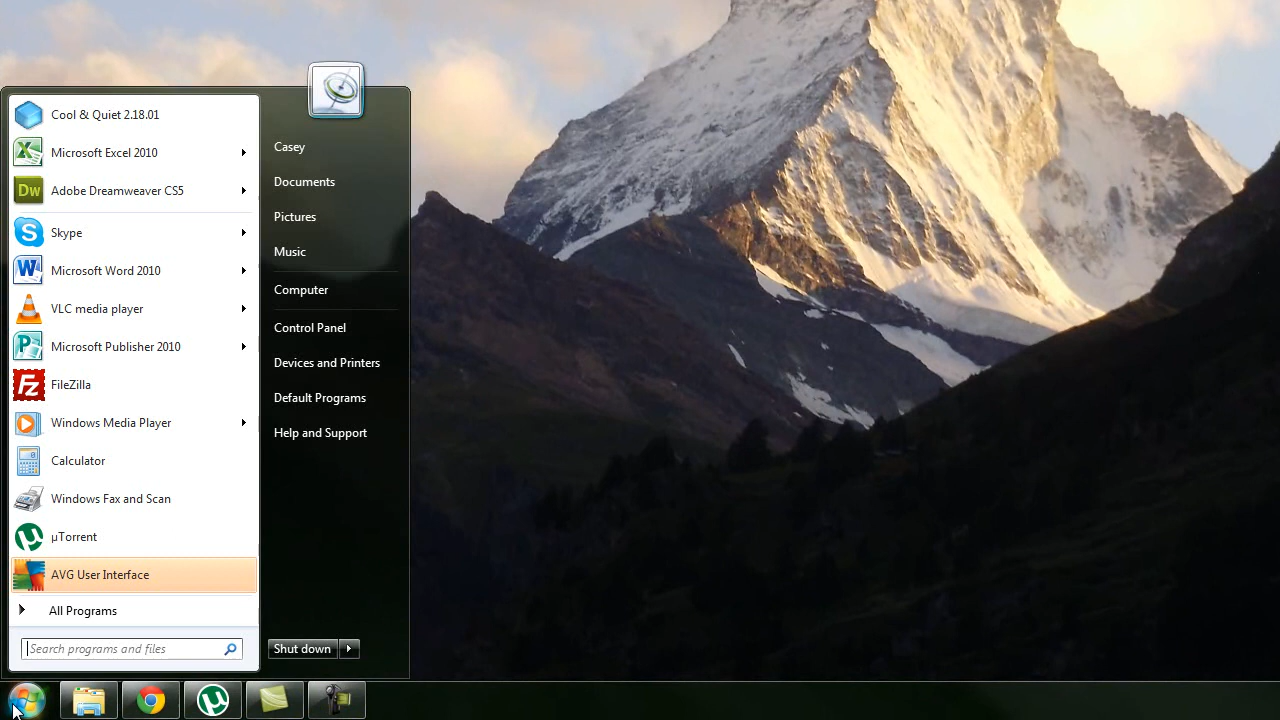 Cool & Quiet 2.18.01
Microsoft Excel 2010
Dw Adobe Dreamweaver CS5
S Skype
W Microsoft Word 2010
VLC media player
P Microsoft Publisher 2010
Fz FileZilla
Windows Media Player
Calculator
Windows Fax and Scan
µ µTorrent
AVG User Interface
All Programs
Search programs and files
Casey
Documents
Pictures
Music
Computer
Control Panel
Devices and Printers
Default Programs
Help and Support
Shut down
µ